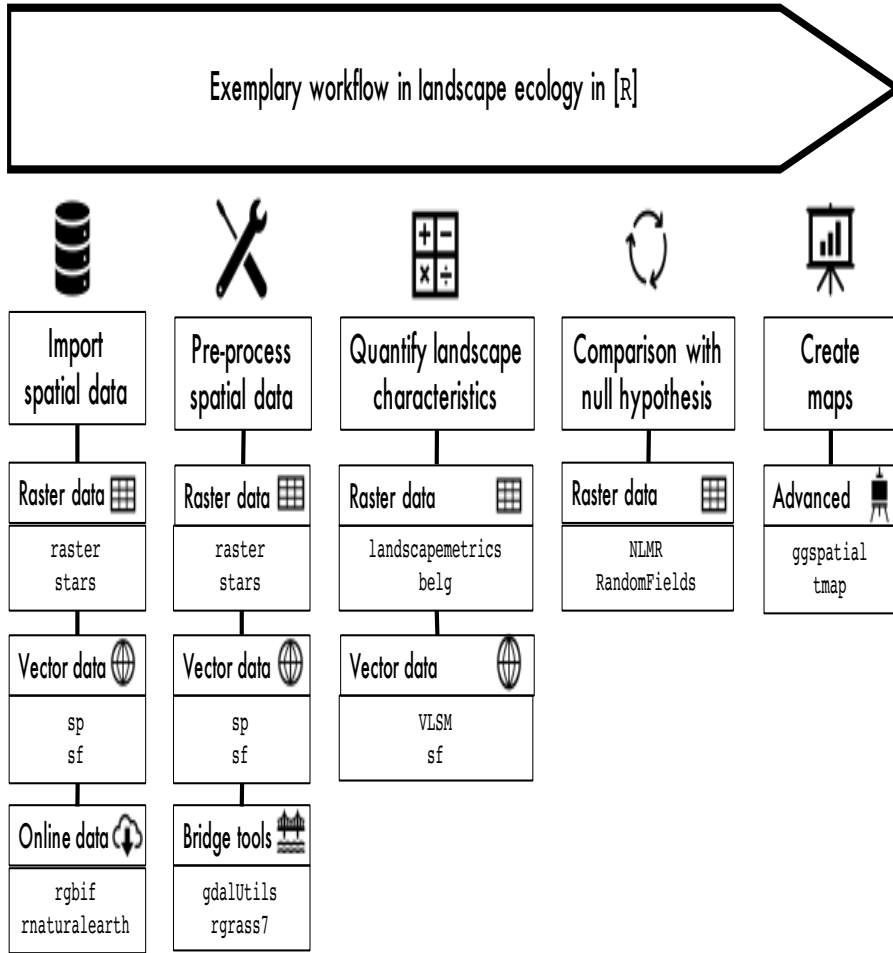 Exemplary workflow in landscape ecology in [R]
Import
spatial data
Raster data
raster
stars
Vector data
sp
sf
Online data
rgbif
rnaturalearth
Pre-process
spatial data
Raster data
raster
stars
Vector data
sp
sf
Bridge tools
gdalUtils
rgrass7
Quantify landscape
characteristics
Raster data
landscapemetrics
belg
Vector data
VLSM
sf
Comparison with
null hypothesis
Raster data
NLMR
RandomFields
Create
maps
Advanced
ggspatial
tmap